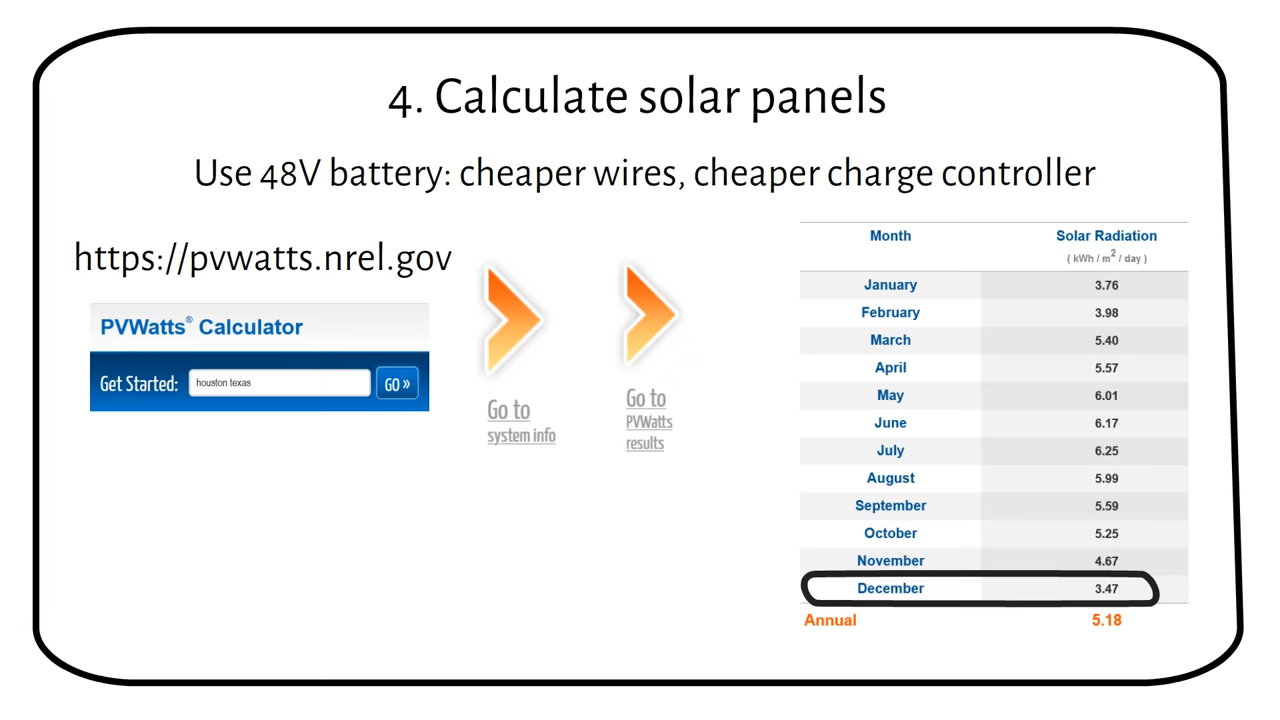 4. Calculate solar panels
Use 48V battery: cheaper wires, cheaper charge controller
https://pvwatts.nrel.gov
PVWatts® Calculator
Get Started: houston texas GO »
Go to
system info
Go to
PVWatts
results
Month Solar Radiation
( kWh / m² / day )
January 3.76
February 3.98
March 5.40
April 5.57
May 6.01
June 6.17
July 6.25
August 5.99
September 5.59
October 5.25
November 4.67
December 3.47
Annual 5.18